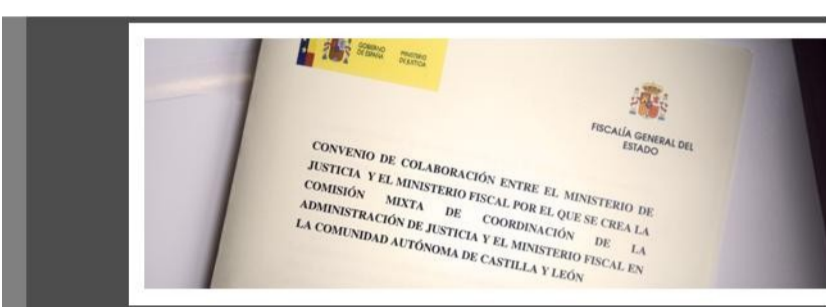 GOBIERNO
DE ESPAÑA
MINISTERIO
DE JUSTICIA
FISCALÍA GENERAL DEL
ESTADO
CONVENIO DE COLABORACIÓN ENTRE EL MINISTERIO DE
JUSTICIA Y EL MINISTERIO FISCAL POR EL QUE SE CREA LA
COMISIÓN MIXTA DE COORDINACIÓN DE LA
ADMINISTRACIÓN DE JUSTICIA Y EL MINISTERIO FISCAL EN
LA COMUNIDAD AUTÓNOMA DE CASTILLA Y LEÓN